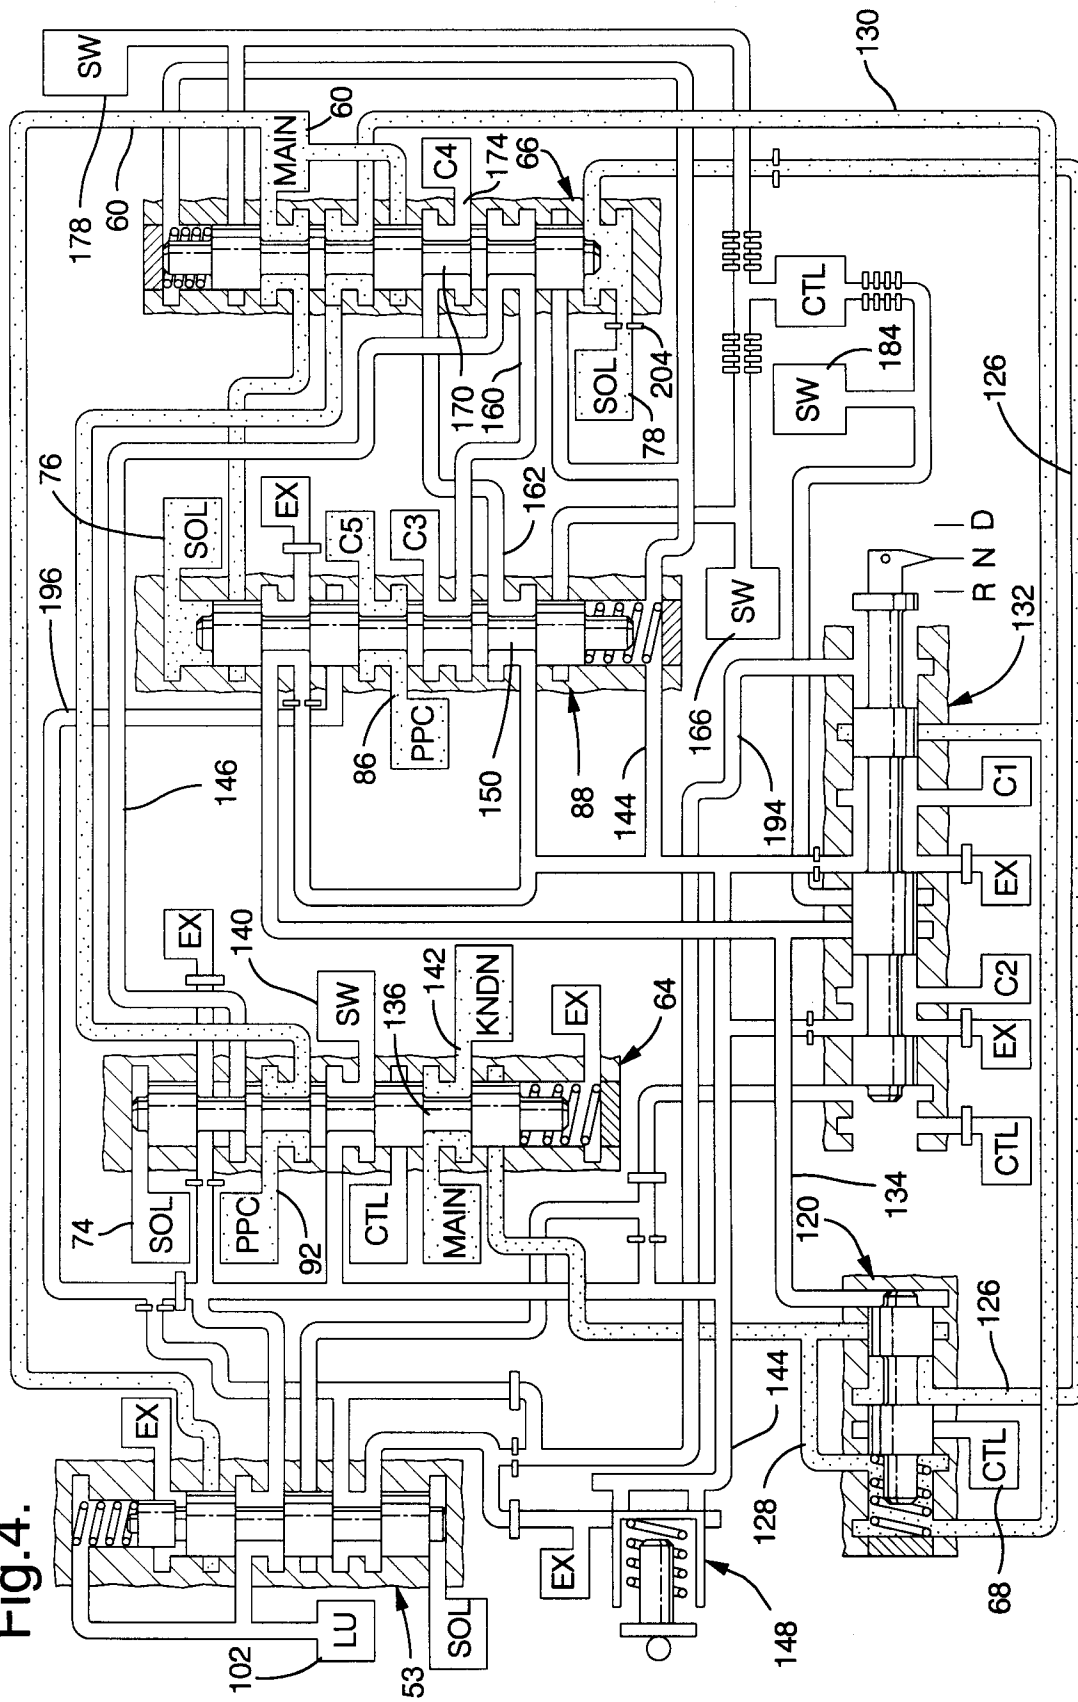 Fig.4.
SW
178
60
MAIN
60
C4
174
66
130
76
196
SOL
EX
C5
C3
162
170
160
SOL
204
78
CTL
SW
184
126
146
86
PPC
150
88
144
SW
166
194
R N D
132
C1
EX
C2
EX
CTL
134
EX
140
SW
136
142
KNDN
EX
64
74
SOL
PPC
92
CTL
MAIN
120
126
128
144
CTL
68
EX
LU
102
53
SOL
EX
148